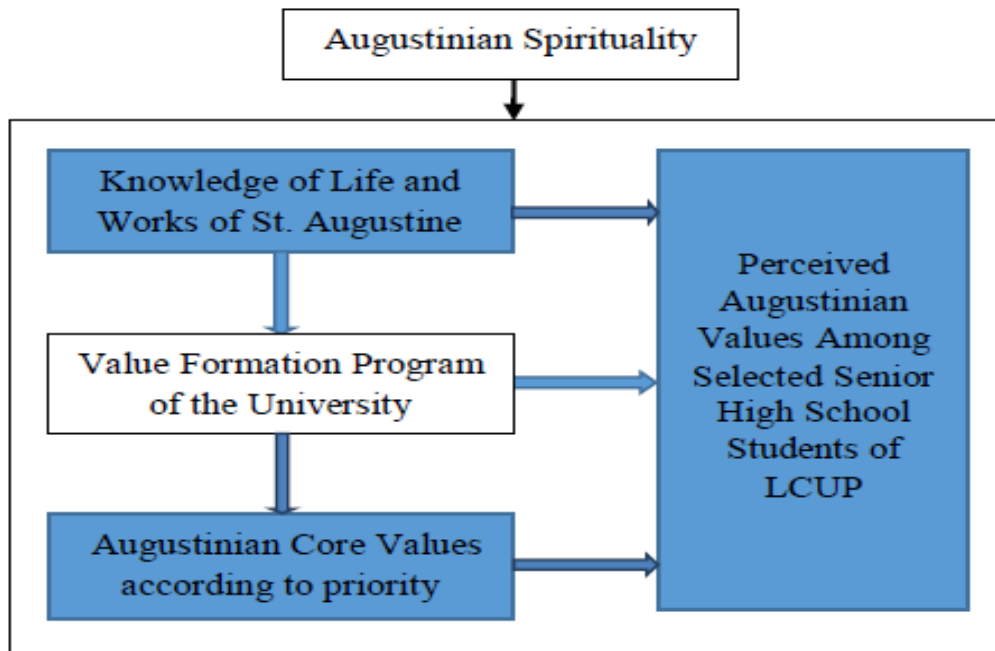 Augustinian Spirituality
Knowledge of Life and
Works of St. Augustine
Value Formation Program
of the University
Augustinian Core Values
according to priority
Perceived
Augustinian
Values Among
Selected Senior
High School
Students of
LCUP